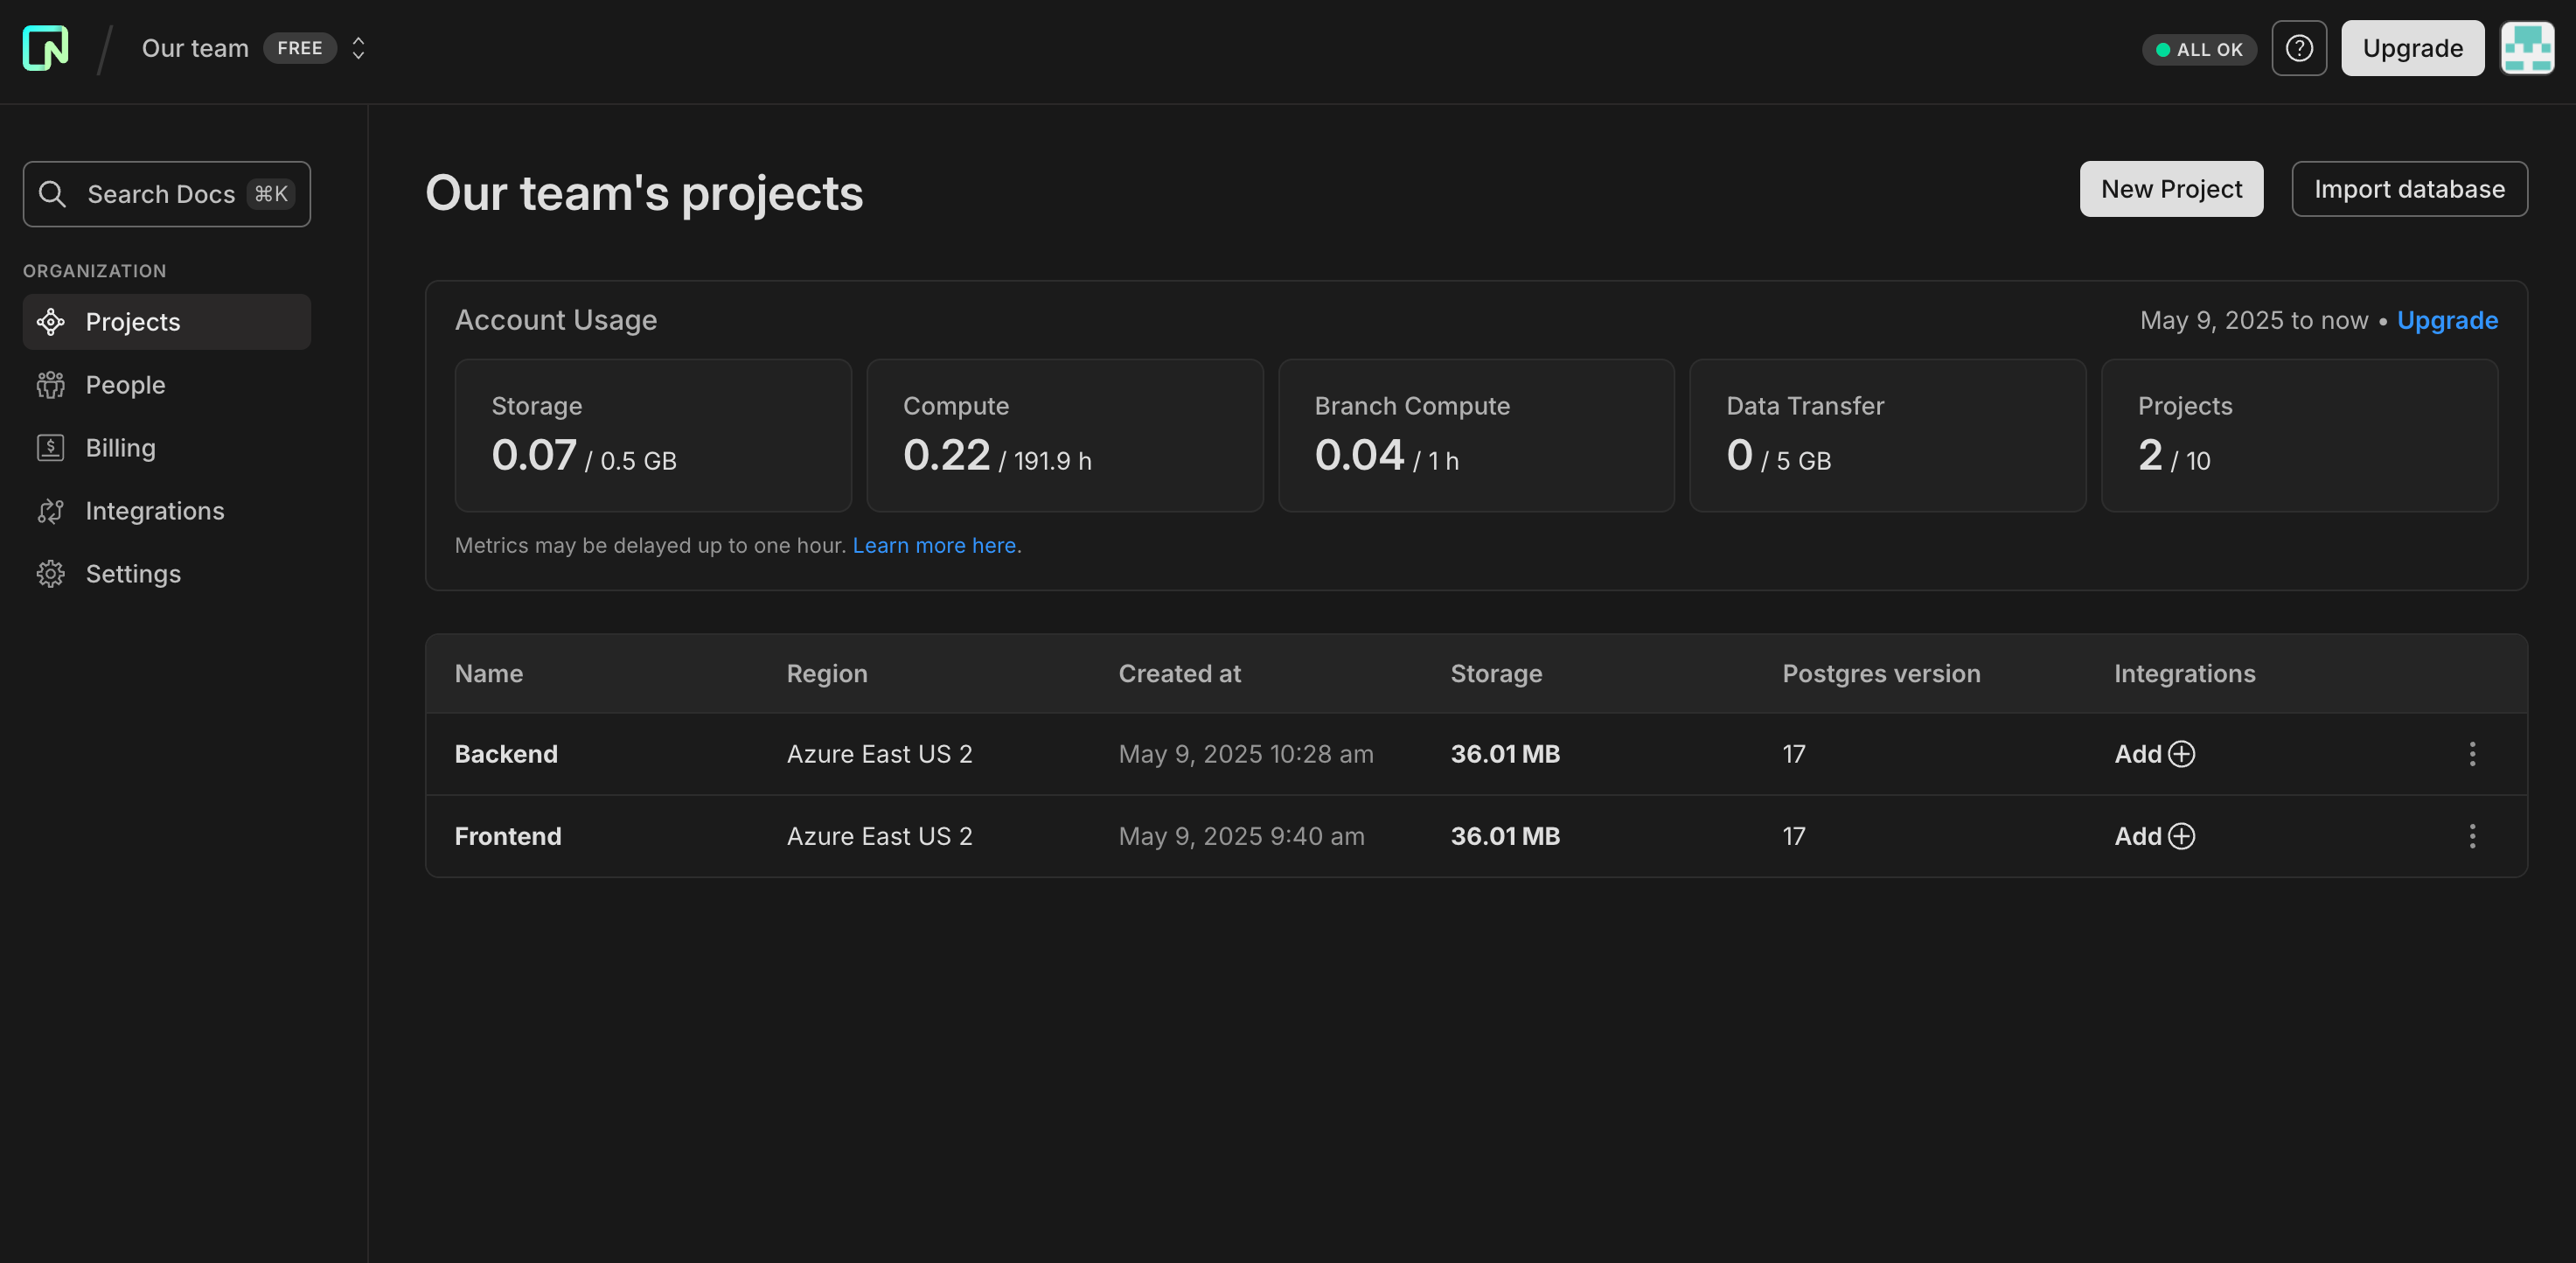 Our team FREE
ALL OK
Upgrade
Search Docs ⌘K
ORGANIZATION
Projects
People
Billing
Integrations
Settings
Our team's projects
New Project
Import database
Account Usage
May 9, 2025 to now • Upgrade
Storage
0.07 / 0.5 GB
Compute
0.22 / 191.9 h
Branch Compute
0.04 / 1 h
Data Transfer
0 / 5 GB
Projects
2 / 10
Metrics may be delayed up to one hour. Learn more here.
Name Region Created at Storage Postgres version Integrations
Backend Azure East US 2 May 9, 2025 10:28 am 36.01 MB 17 Add
Frontend Azure East US 2 May 9, 2025 9:40 am 36.01 MB 17 Add